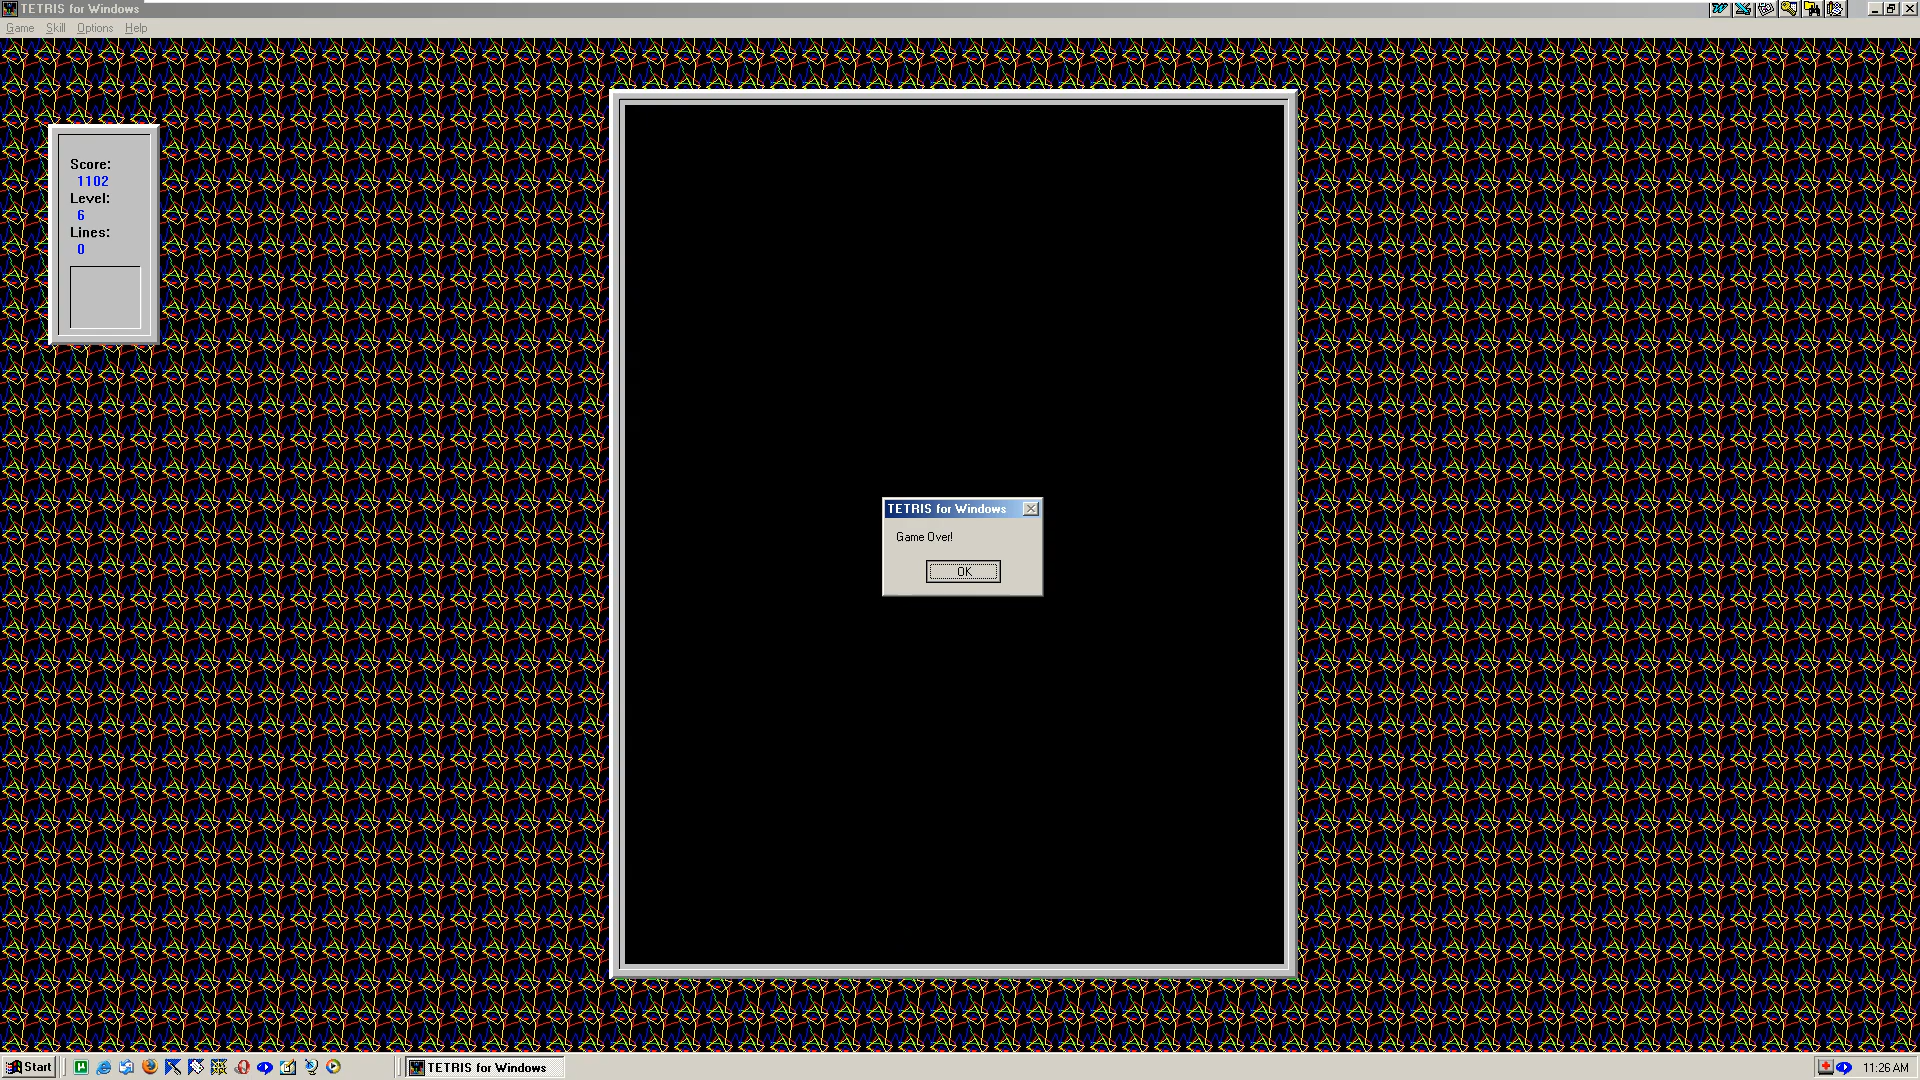 TETRIS for Windows
Game Skill Options Help
Score:
1102
Level:
6
Lines:
0
TETRIS for Windows
Game Over!
OK
Start
TETRIS for Windows
11:26 AM